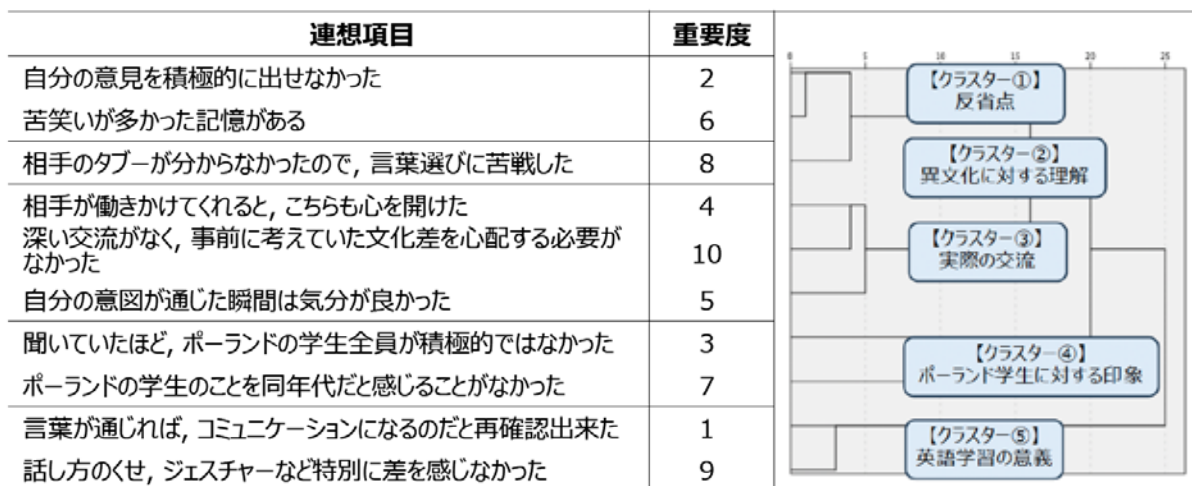 連想項目 重要度
0 5 10 15 20 25
自分の意見を積極的に出せなかった 2
苦笑いが多かった記憶がある 6
相手のタブーが分からなかったので, 言葉選びに苦戦した 8
相手が働きかけてくれると, こちらも心を開けた 4
深い交流がなく, 事前に考えていた文化差を心配する必要が
なかった 10
自分の意図が通じた瞬間は気分が良かった 5
聞いていたほど, ポーランドの学生全員が積極的ではなかった 3
ポーランドの学生のことを同年代だと感じることがなかった 7
言葉が通じれば, コミュニケーションになるのだと再確認出来た 1
話し方のくせ, ジェスチャーなど特別に差を感じなかった 9
【クラスター①】
反省点
【クラスター②】
異文化に対する理解
【クラスター③】
実際の交流
【クラスター④】
ポーランド学生に対する印象
【クラスター⑤】
英語学習の意義